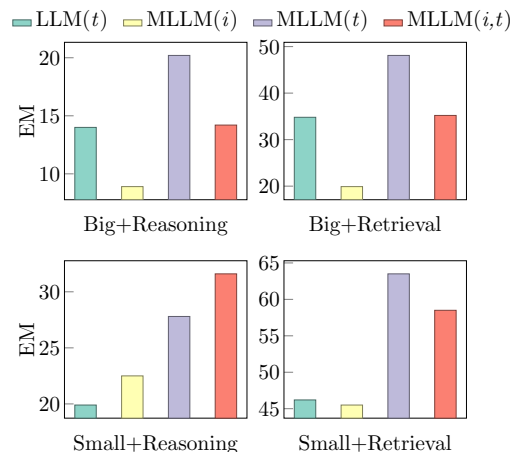 LLM(t) MLLM(i) MLLM(t) MLLM(i,t)
EM
20
15
10
Big+Reasoning
50
40
30
20
Big+Retrieval
EM
30
25
20
Small+Reasoning
65
60
55
50
45
Small+Retrieval